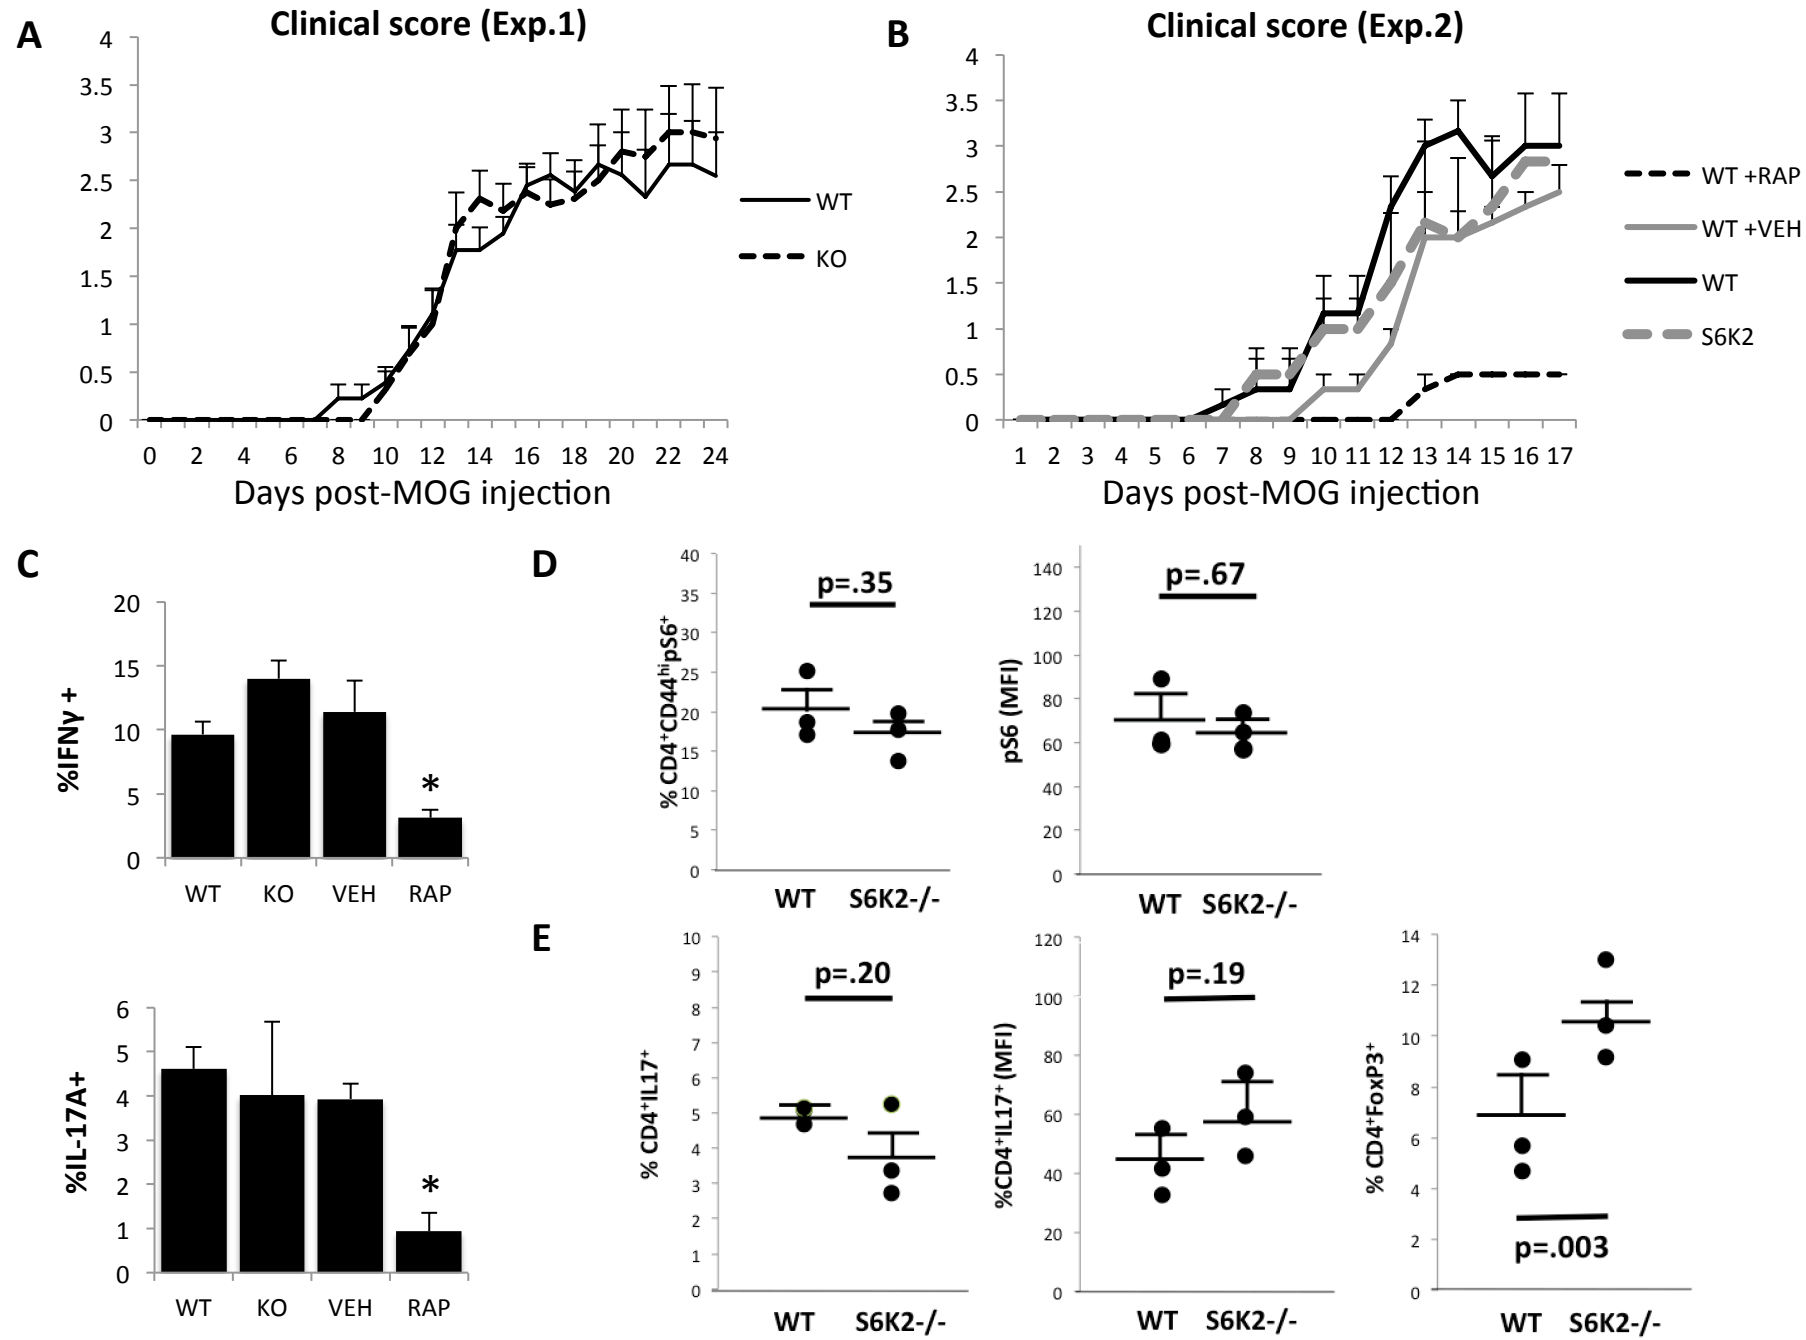 A
Clinical score (Exp.1)
4
3.5
3
2.5
2
1.5
1
0.5
0
0 2 4 6 8 10 12 14 16 18 20 22 24
Days post-MOG injection
WT
KO
B
Clinical score (Exp.2)
4
3.5
3
2.5
2
1.5
1
0.5
0
1 2 3 4 5 6 7 8 9 10 11 12 13 14 15 16 17
Days post-MOG injection
WT +RAP
WT +VEH
WT
S6K2
C
%IFNγ +
20
15
10
5
0
*
WT KO VEH RAP
%IL-17A+
6
5
4
3
2
1
0
*
WT KO VEH RAP
D
% CD4⁺CD44ʰⁱpS6⁺
40
35
30
25
20
15
10
5
0
p=.35
WT S6K2-/-
pS6 (MFI)
140
120
100
80
60
40
20
0
p=.67
WT S6K2-/-
E
% CD4⁺IL17⁺
10
9
8
7
6
5
4
3
2
1
0
p=.20
WT S6K2-/-
%CD4⁺IL17⁺ (MFI)
120
100
80
60
40
20
0
p=.19
WT S6K2-/-
% CD4⁺FoxP3⁺
14
12
10
8
6
4
2
0
p=.003
WT S6K2-/-